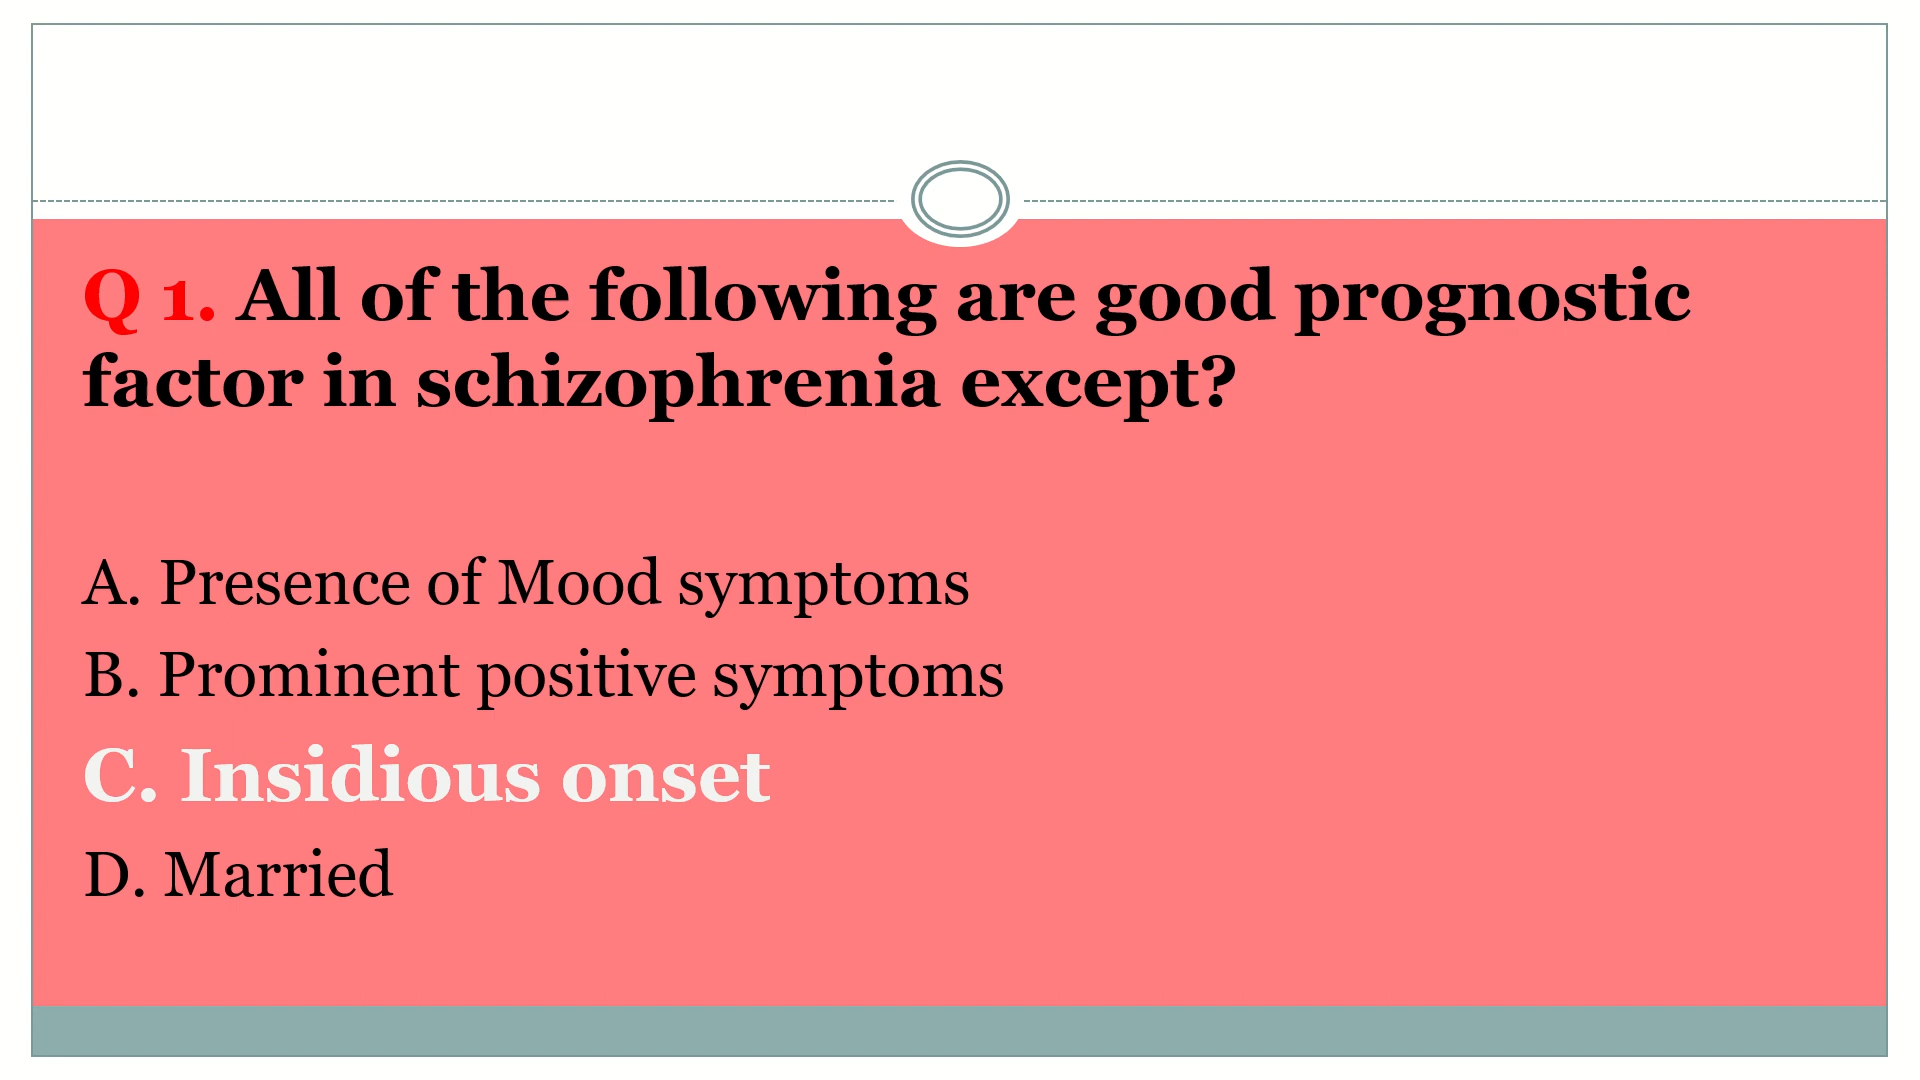 Q 1. All of the following are good prognostic
factor in schizophrenia except?
A. Presence of Mood symptoms
B. Prominent positive symptoms
C. Insidious onset
D. Married